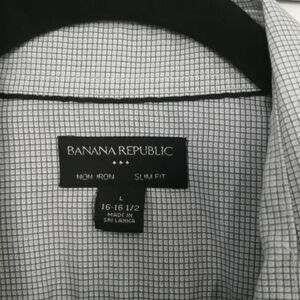 BANANA REPUBLIC
NON IRON SLIM FIT
L
16-16 1/2
MADE IN
SRI LANKA